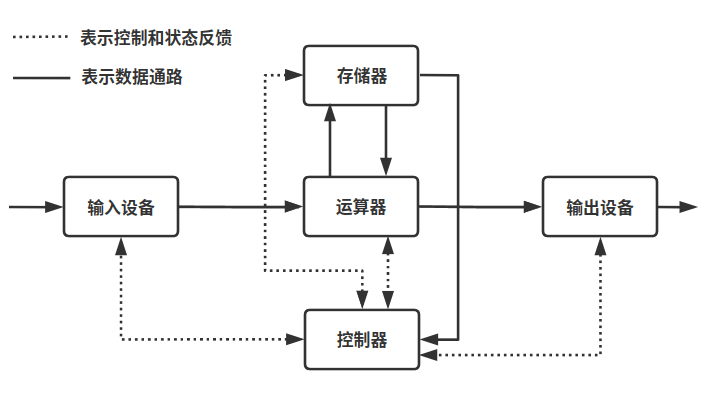 表示控制和状态反馈
表示数据通路
存储器
输入设备
运算器
输出设备
控制器